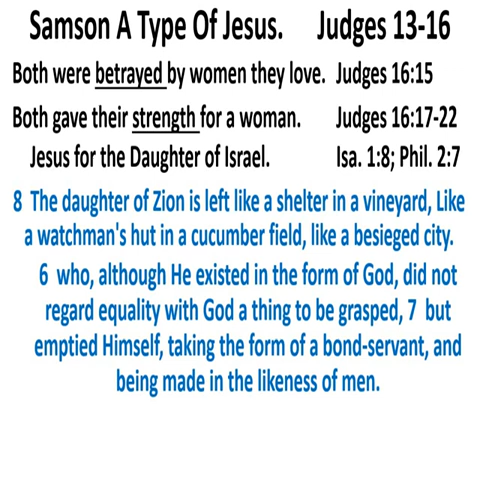 Samson A Type Of Jesus. Judges 13-16
Both were betrayed by women they love. Judges 16:15
Both gave their strength for a woman. Judges 16:17-22
Jesus for the Daughter of Israel. Isa. 1:8; Phil. 2:7
8 The daughter of Zion is left like a shelter in a vineyard, Like
a watchman's hut in a cucumber field, like a besieged city.
6 who, although He existed in the form of God, did not
regard equality with God a thing to be grasped, 7 but
emptied Himself, taking the form of a bond-servant, and
being made in the likeness of men.